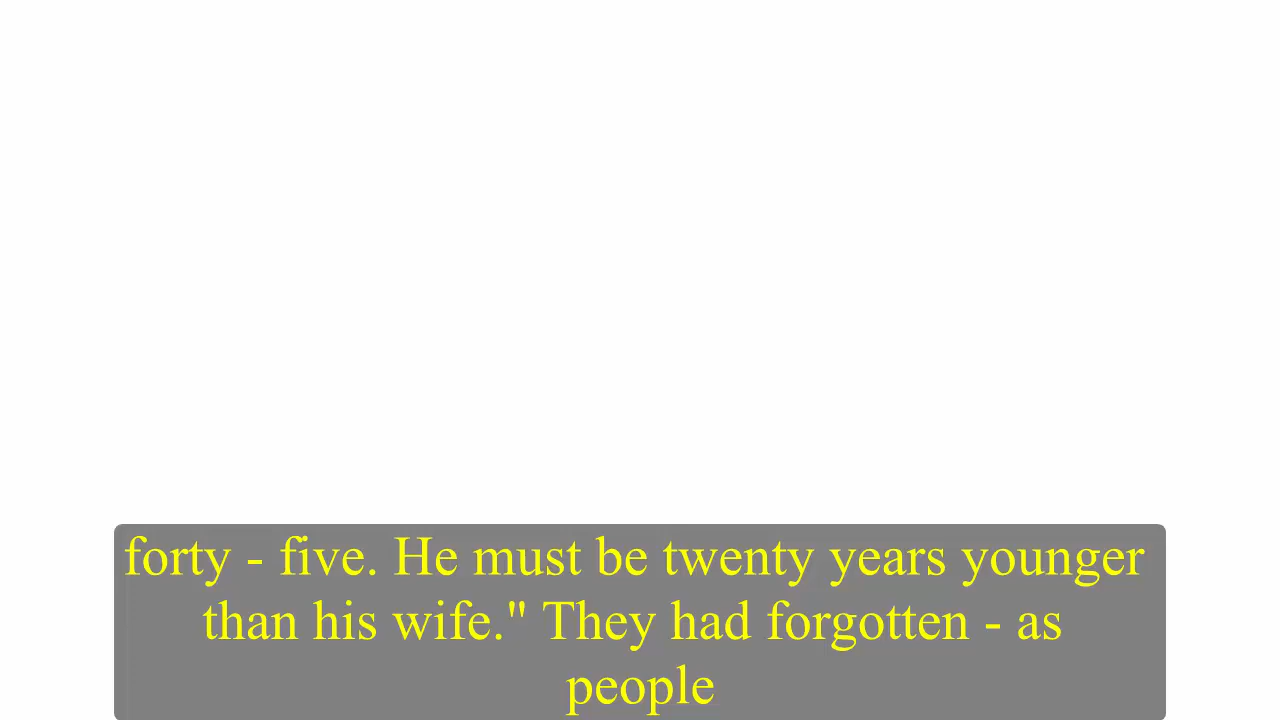 forty - five. He must be twenty years younger
than his wife." They had forgotten - as
people